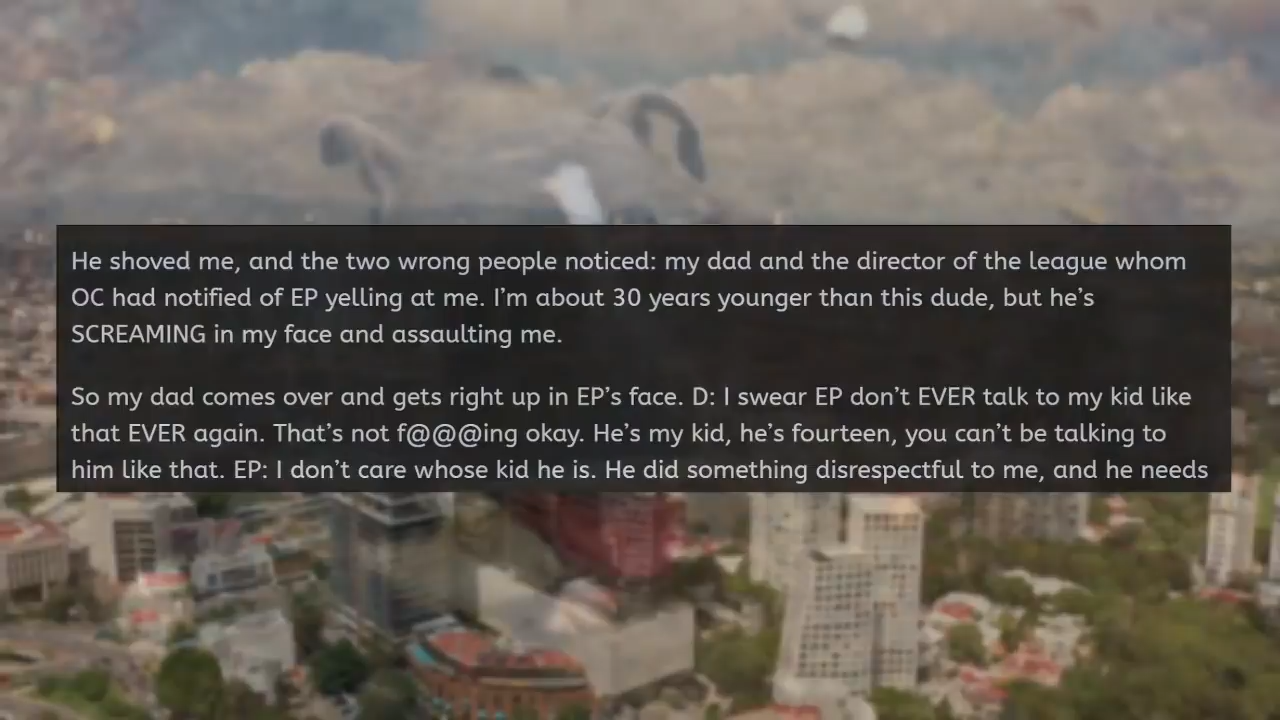 He shoved me, and the two wrong people noticed: my dad and the director of the league whom
OC had notified of EP yelling at me. I’m about 30 years younger than this dude, but he’s
SCREAMING in my face and assaulting me.
So my dad comes over and gets right up in EP’s face. D: I swear EP don’t EVER talk to my kid like
that EVER again. That’s not f@@@ing okay. He’s my kid, he’s fourteen, you can’t be talking to
him like that. EP: I don’t care whose kid he is. He did something disrespectful to me, and he needs